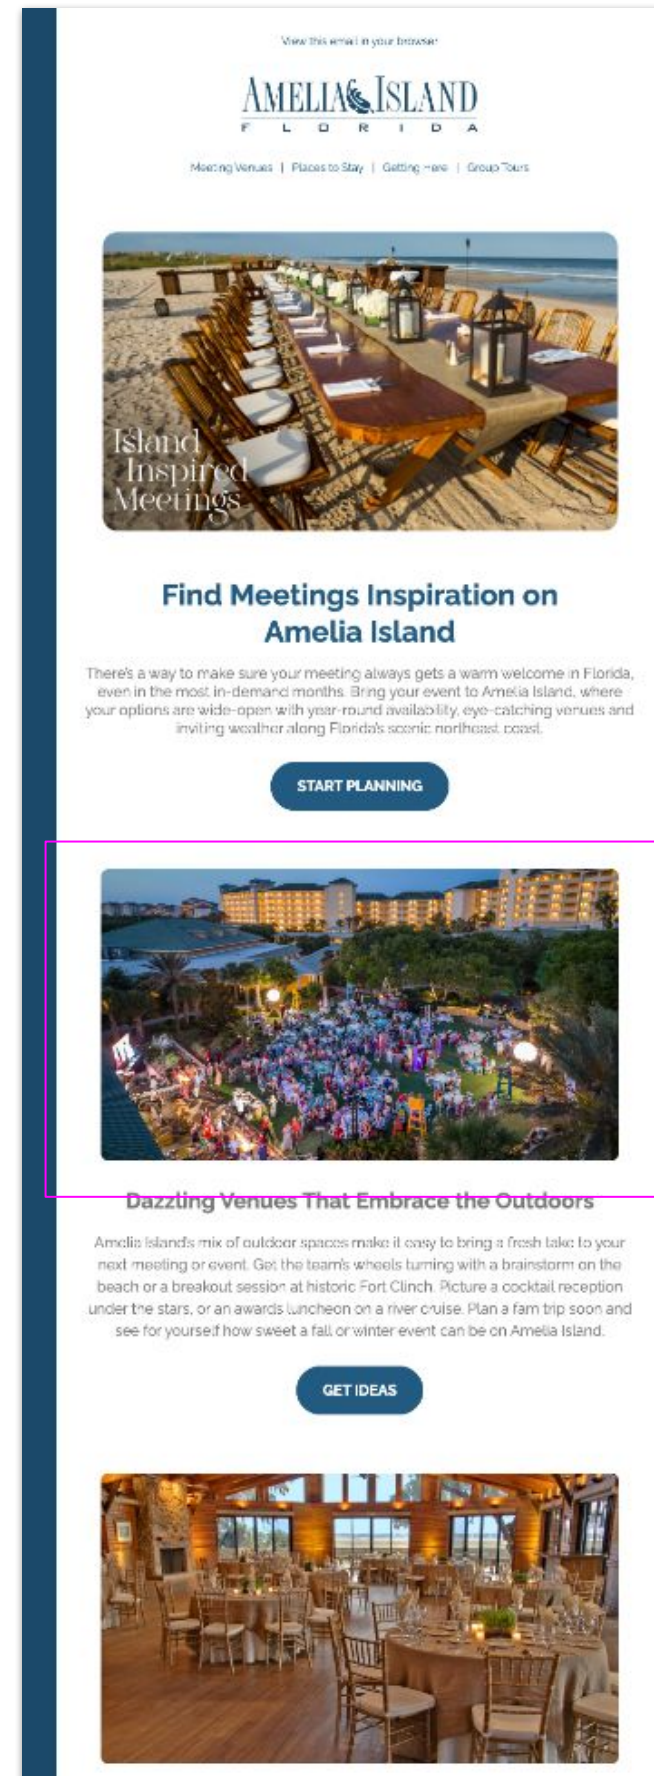 View this email in your browser
AMELIA ISLAND
FLORIDA
Meeting Venues | Places to Stay | Getting Here | Group Tours
Island
Inspired
Meetings
Find Meetings Inspiration on
Amelia Island
There's a way to make sure your meeting always gets a warm welcome in Florida,
even in the most in-demand months. Bring your event to Amelia Island, where
your options are wide-open with year-round availability, eye-catching venues and
inviting weather along Florida's scenic northeast coast.
START PLANNING
Dazzling Venues That Embrace the Outdoors
Amelia Island's mix of outdoor spaces make it easy to bring a fresh take to your
next meeting or event. Get the team's wheels turning with a brainstorm on the
beach or a breakout session at historic Fort Clinch. Picture a cocktail reception
under the stars, or an awards luncheon on a river cruise. Plan a fam trip soon and
see for yourself how sweet a fall or winter event can be on Amelia Island.
GET IDEAS